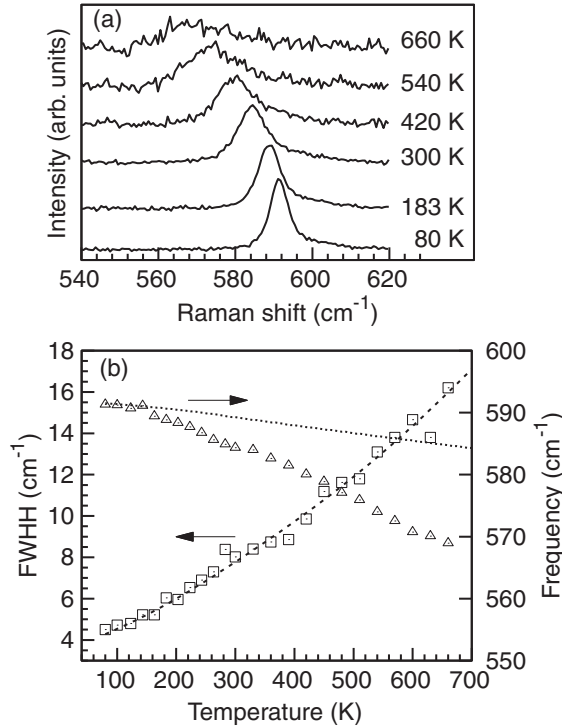 (a)
660 K
540 K
420 K
300 K
183 K
80 K
Intensity (arb. units)
540 560 580 600 620
Raman shift (cm⁻¹)
(b)
18
16
14
12
10
8
6
4
FWHH (cm⁻¹)
600
590
580
570
560
550
Frequency (cm⁻¹)
100 200 300 400 500 600 700
Temperature (K)